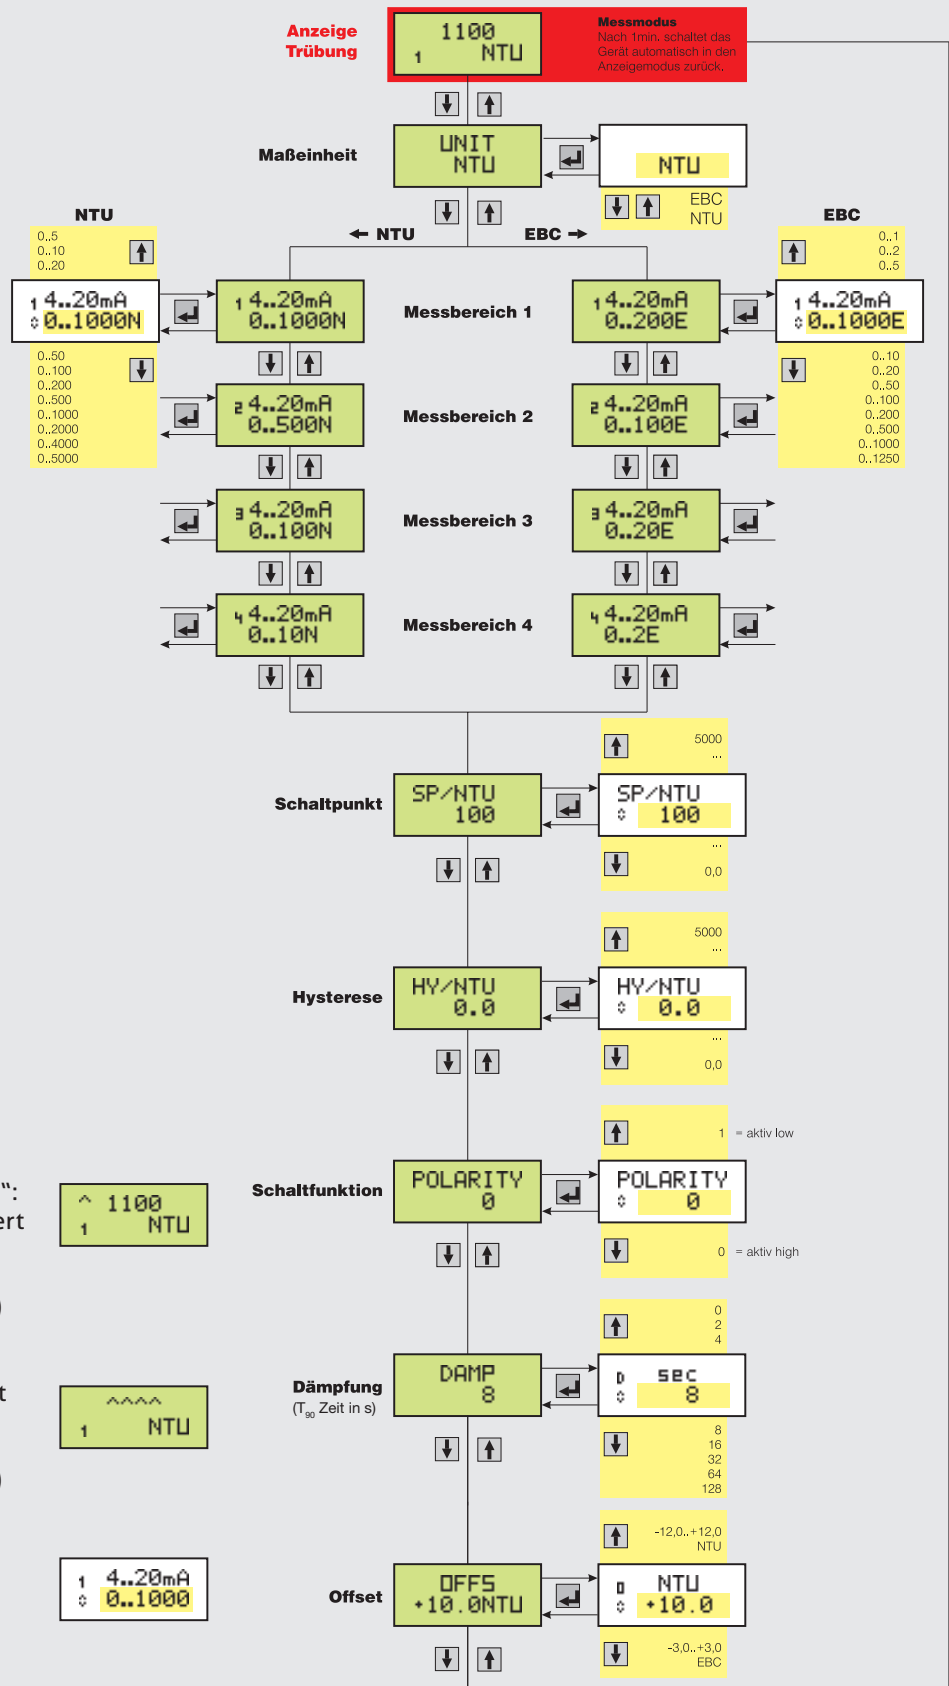 Anzeige
Trübung
1100
1 NTU
Messmodus
Nach 1min. schaltet das
Gerät automatisch in den
Anzeigemodus zurück.
Maßeinheit
UNIT
NTU
NTU
EBC
NTU
← NTU
EBC →
NTU
0..5
0..10
0..20
1 4..20mA
0..1000N
0..50
0..100
0..200
0..500
0..1000
0..2000
0..4000
0..5000
EBC
0..1
0..2
0..5
1 4..20mA
0..1000E
0..10
0..20
0..50
0..100
0..200
0..500
0..1000
0..1250
1 4..20mA
0..1000N
Messbereich 1
1 4..20mA
0..200E
2 4..20mA
0..500N
Messbereich 2
2 4..20mA
0..100E
3 4..20mA
0..100N
Messbereich 3
3 4..20mA
0..20E
4 4..20mA
0..10N
Messbereich 4
4 4..20mA
0..2E
Schaltpunkt
SP/NTU
100
5000
...
SP/NTU
100
...
0,0
Hysterese
HY/NTU
0.0
5000
...
HY/NTU
0.0
...
0,0
Schaltfunktion
POLARITY
0
1 = aktiv low
POLARITY
0
0 = aktiv high
Dämpfung
(T90 Zeit in s)
DAMP
8
0
2
4
D sec
8
8
16
32
64
128
Offset
OFFS
+10.0NTU
-12,0..+12,0
NTU
O NTU
+10.0
-3,0..+3,0
EBC
“:
ert
^ 1100
1 NTU
)
t
^^^^
1 NTU
)
1 4..20mA
0..1000